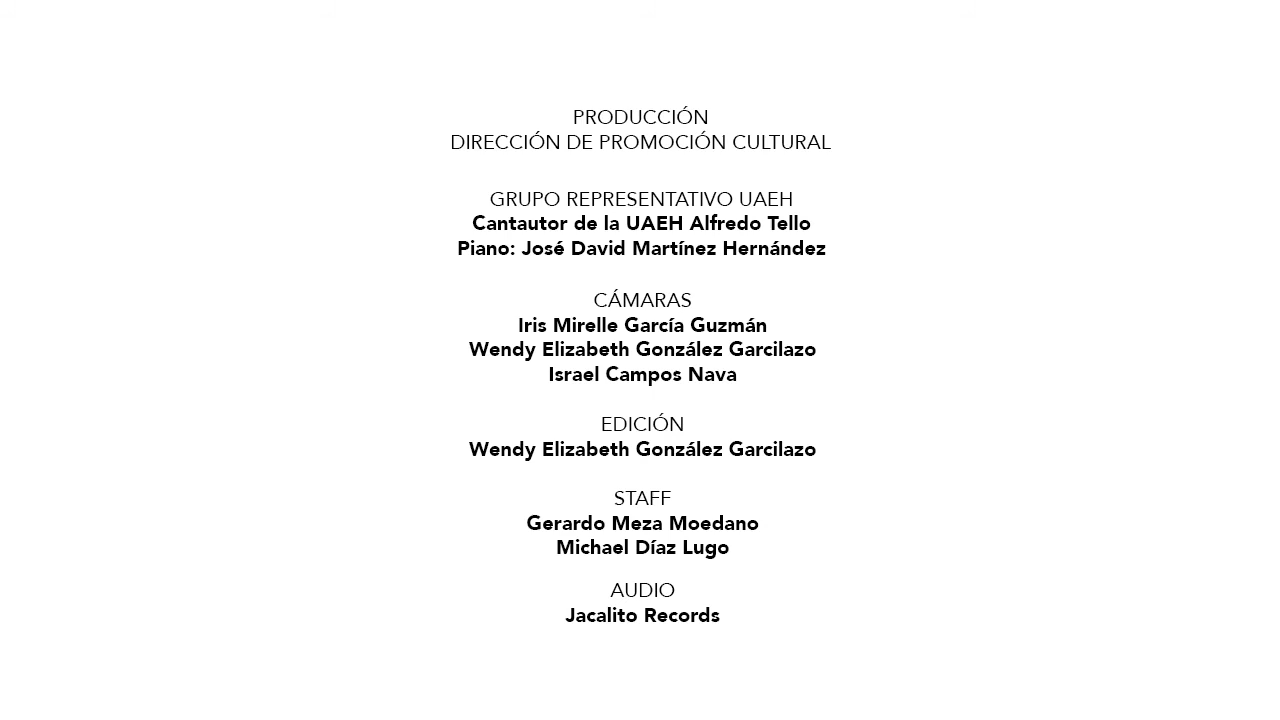 PRODUCCIÓN
DIRECCIÓN DE PROMOCIÓN CULTURAL
GRUPO REPRESENTATIVO UAEH
Cantautor de la UAEH Alfredo Tello
Piano: José David Martínez Hernández
CÁMARAS
Iris Mirelle García Guzmán
Wendy Elizabeth González Garcilazo
Israel Campos Nava
EDICIÓN
Wendy Elizabeth González Garcilazo
STAFF
Gerardo Meza Moedano
Michael Díaz Lugo
AUDIO
Jacalito Records